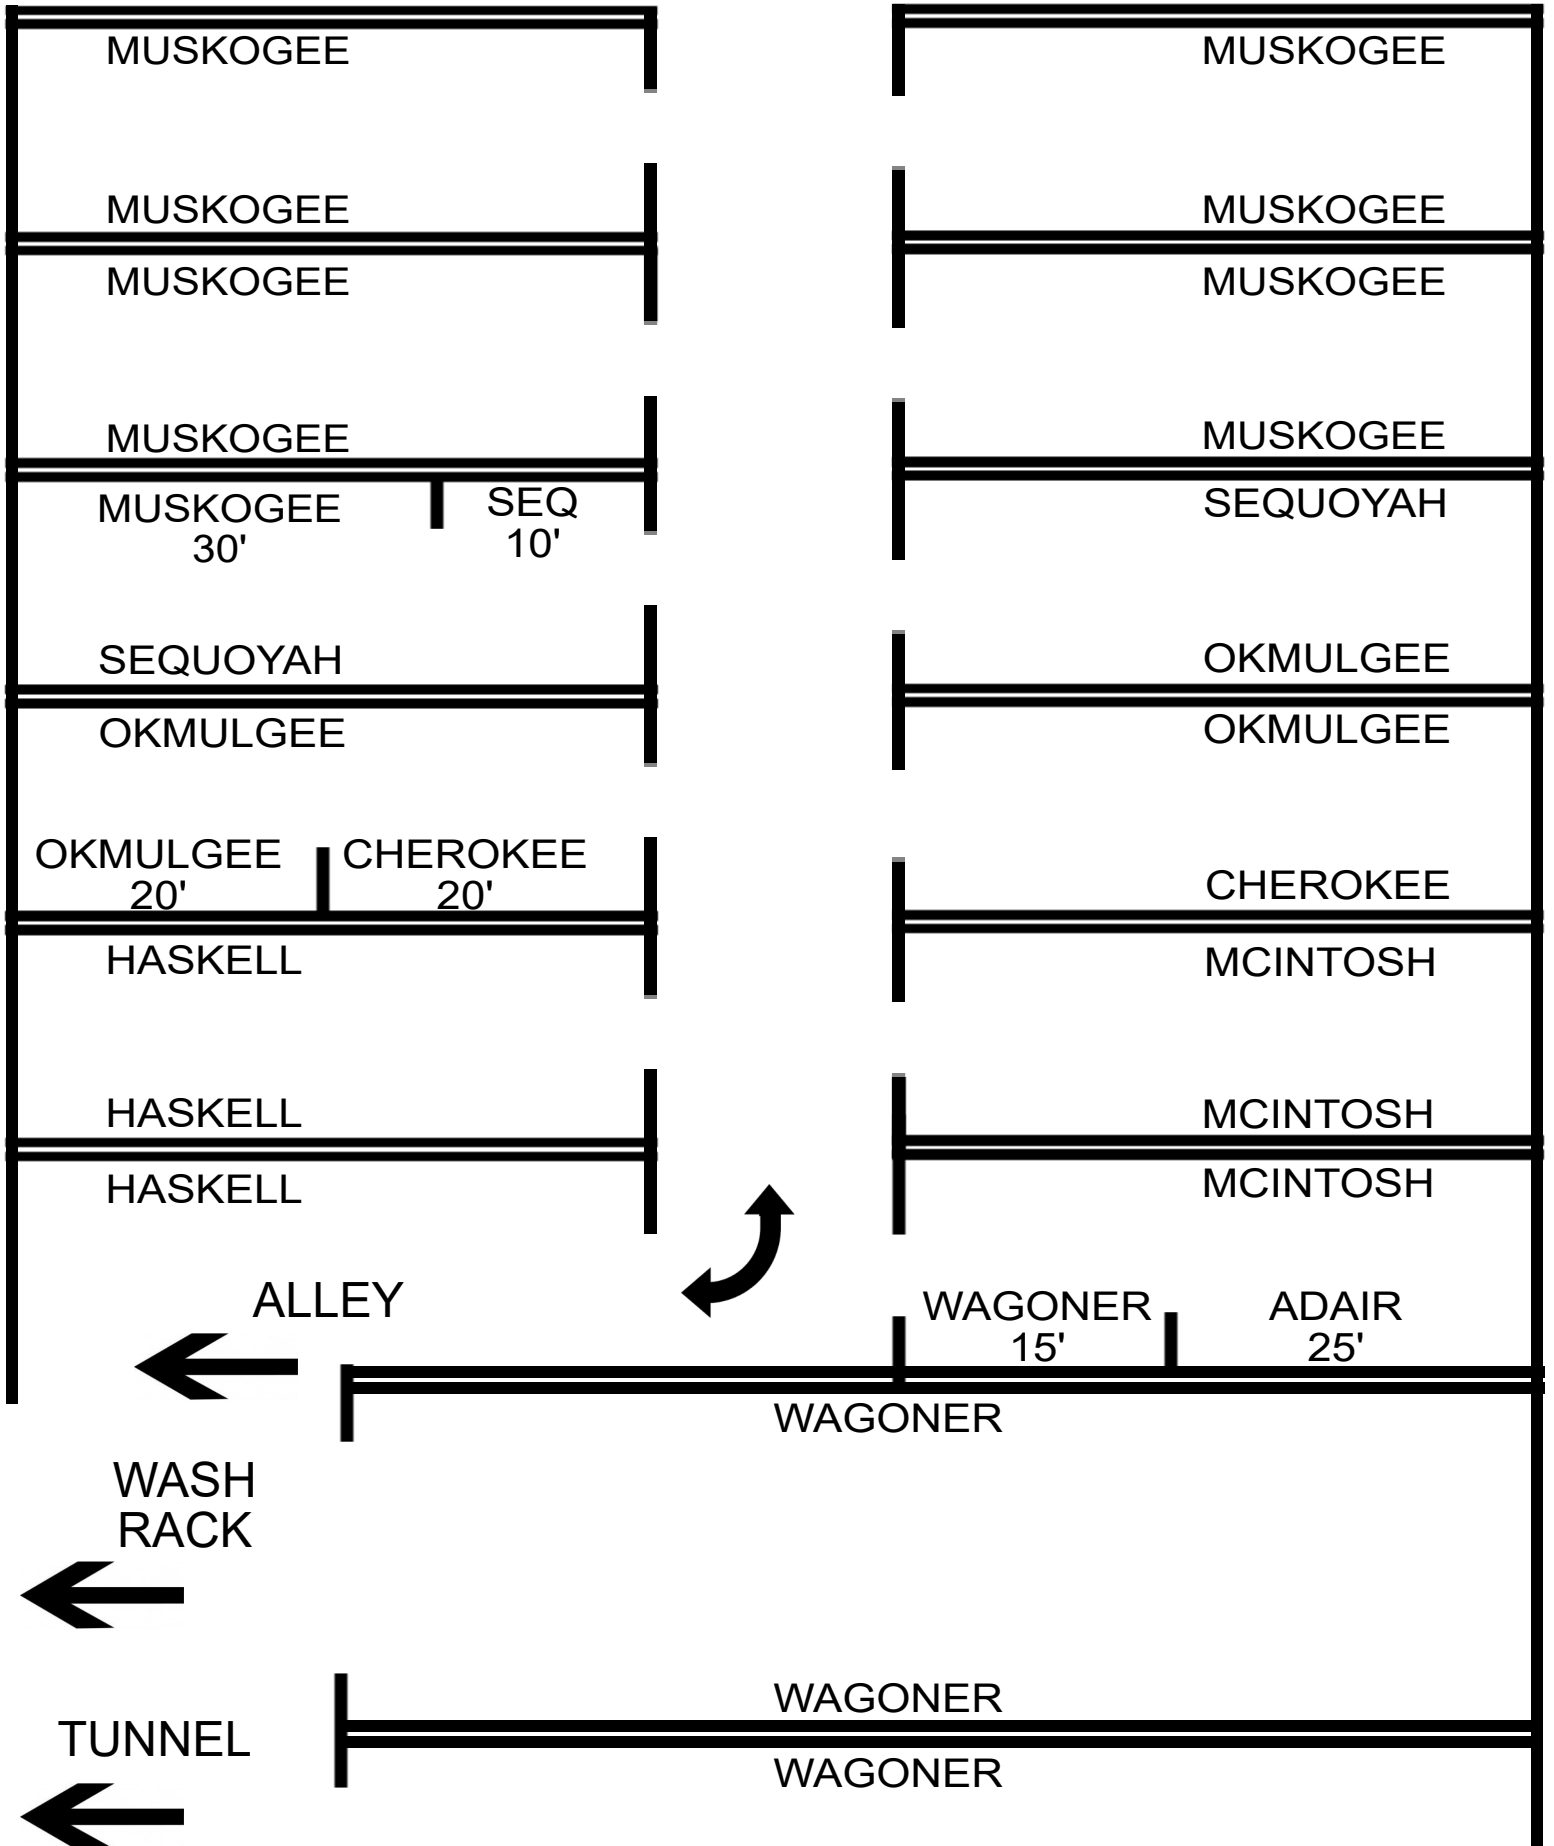 MUSKOGEE
MUSKOGEE
MUSKOGEE
MUSKOGEE
MUSKOGEE
MUSKOGEE
MUSKOGEE
MUSKOGEE
MUSKOGEE
30'
SEQ
10'
SEQUOYAH
SEQUOYAH
OKMULGEE
OKMULGEE
OKMULGEE
OKMULGEE
20'
CHEROKEE
20'
CHEROKEE
HASKELL
MCINTOSH
HASKELL
MCINTOSH
HASKELL
MCINTOSH
ALLEY
WAGONER
15'
ADAIR
25'
WAGONER
WASH
RACK
WAGONER
TUNNEL
WAGONER